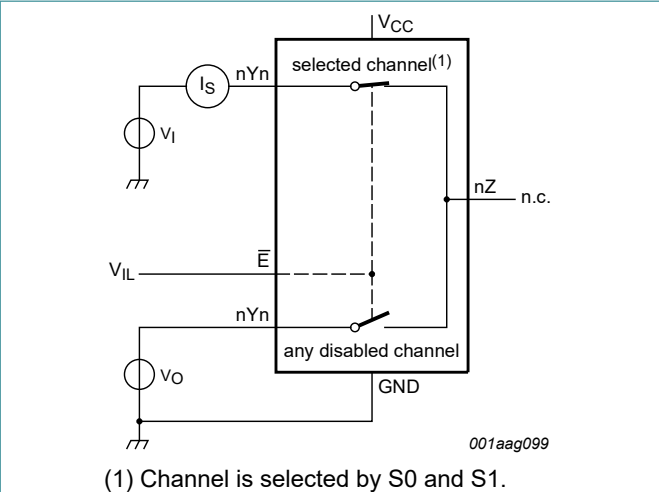 VCC
selected channel(1)
nYn
IS
VI
nZ
n.c.
E̅
VIL
nYn
any disabled channel
VO
GND
001aag099
(1) Channel is selected by S0 and S1.